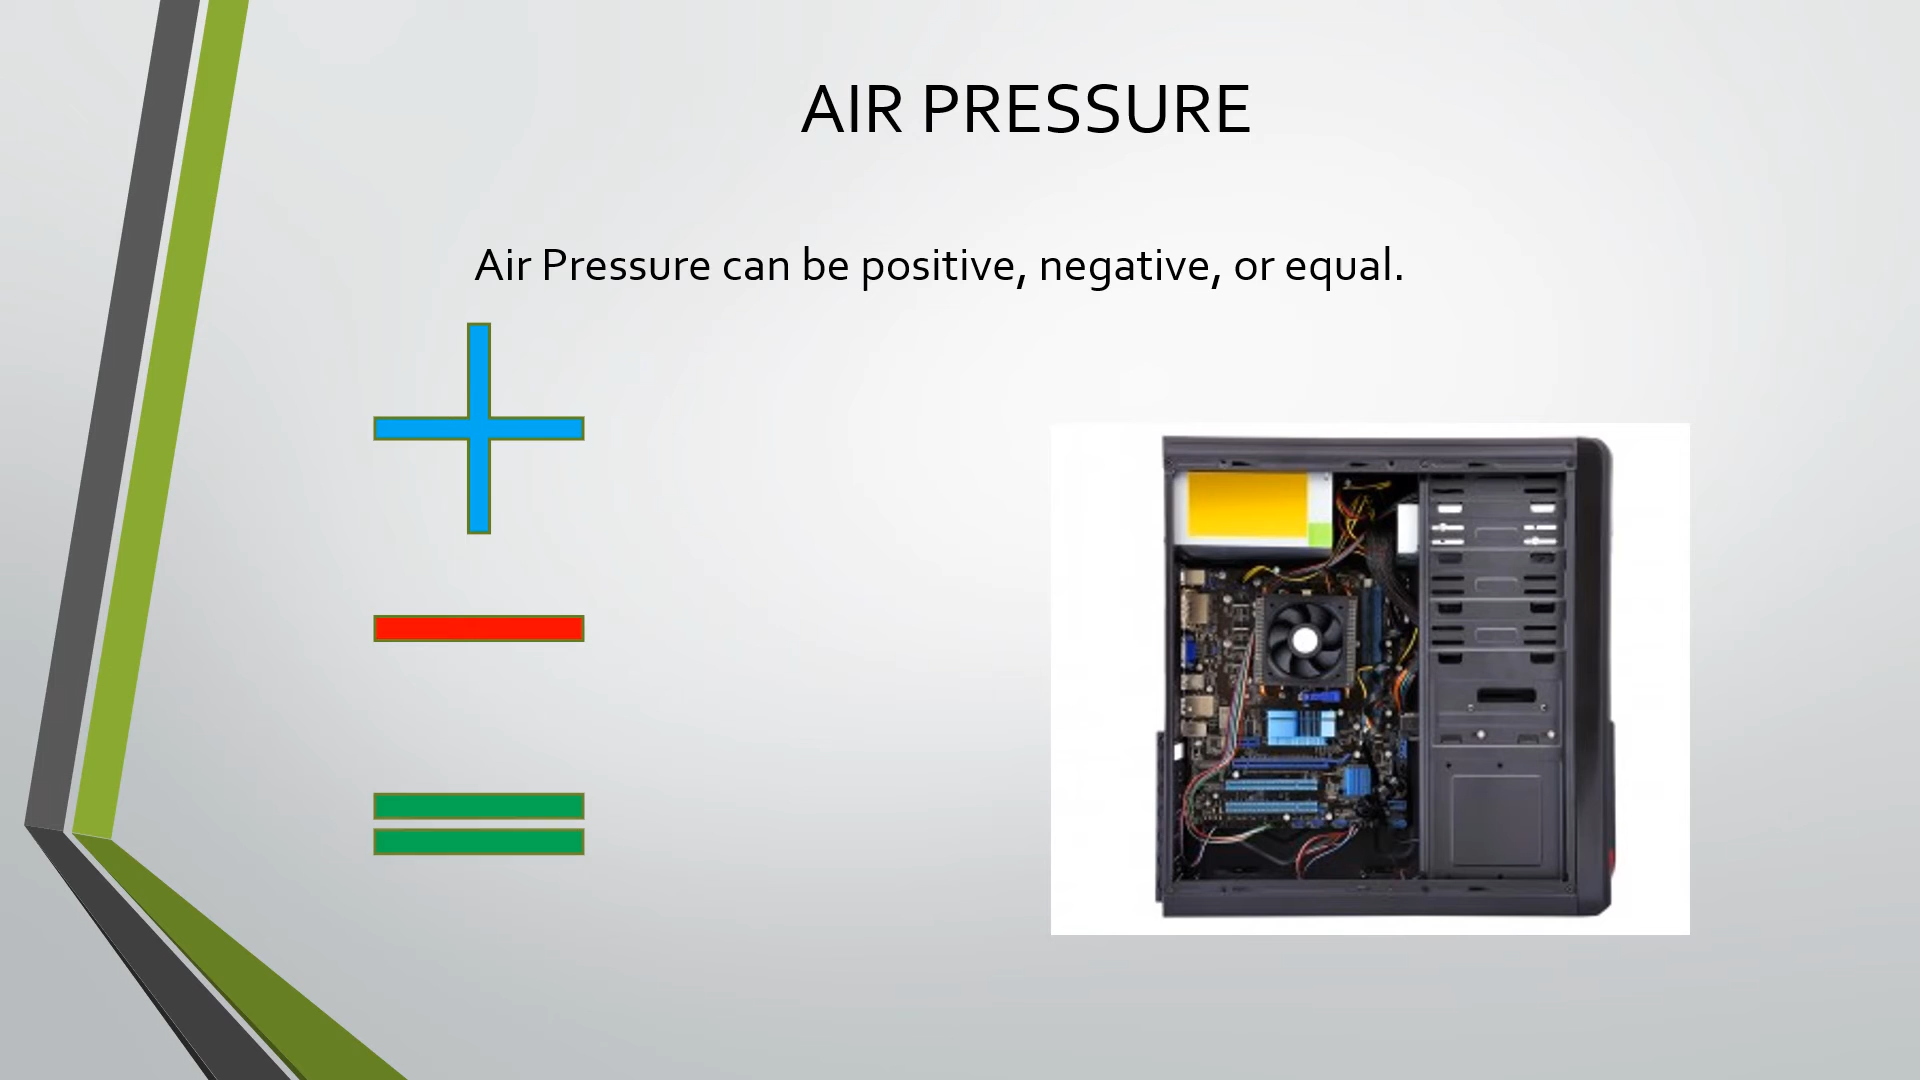 AIR PRESSURE
Air Pressure can be positive, negative, or equal.